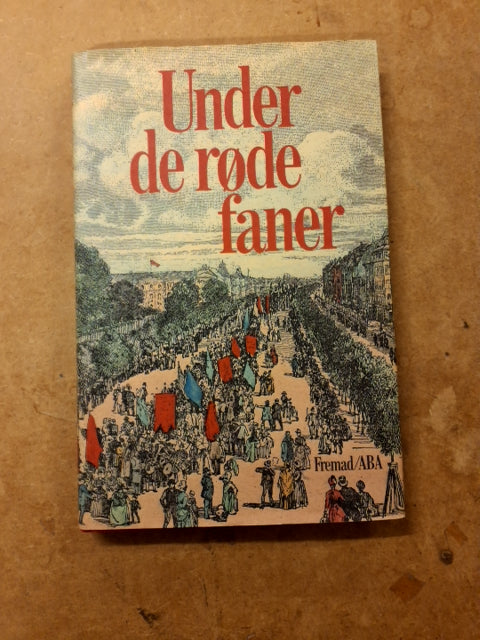 Under
de røde
faner
Fremad/ABA